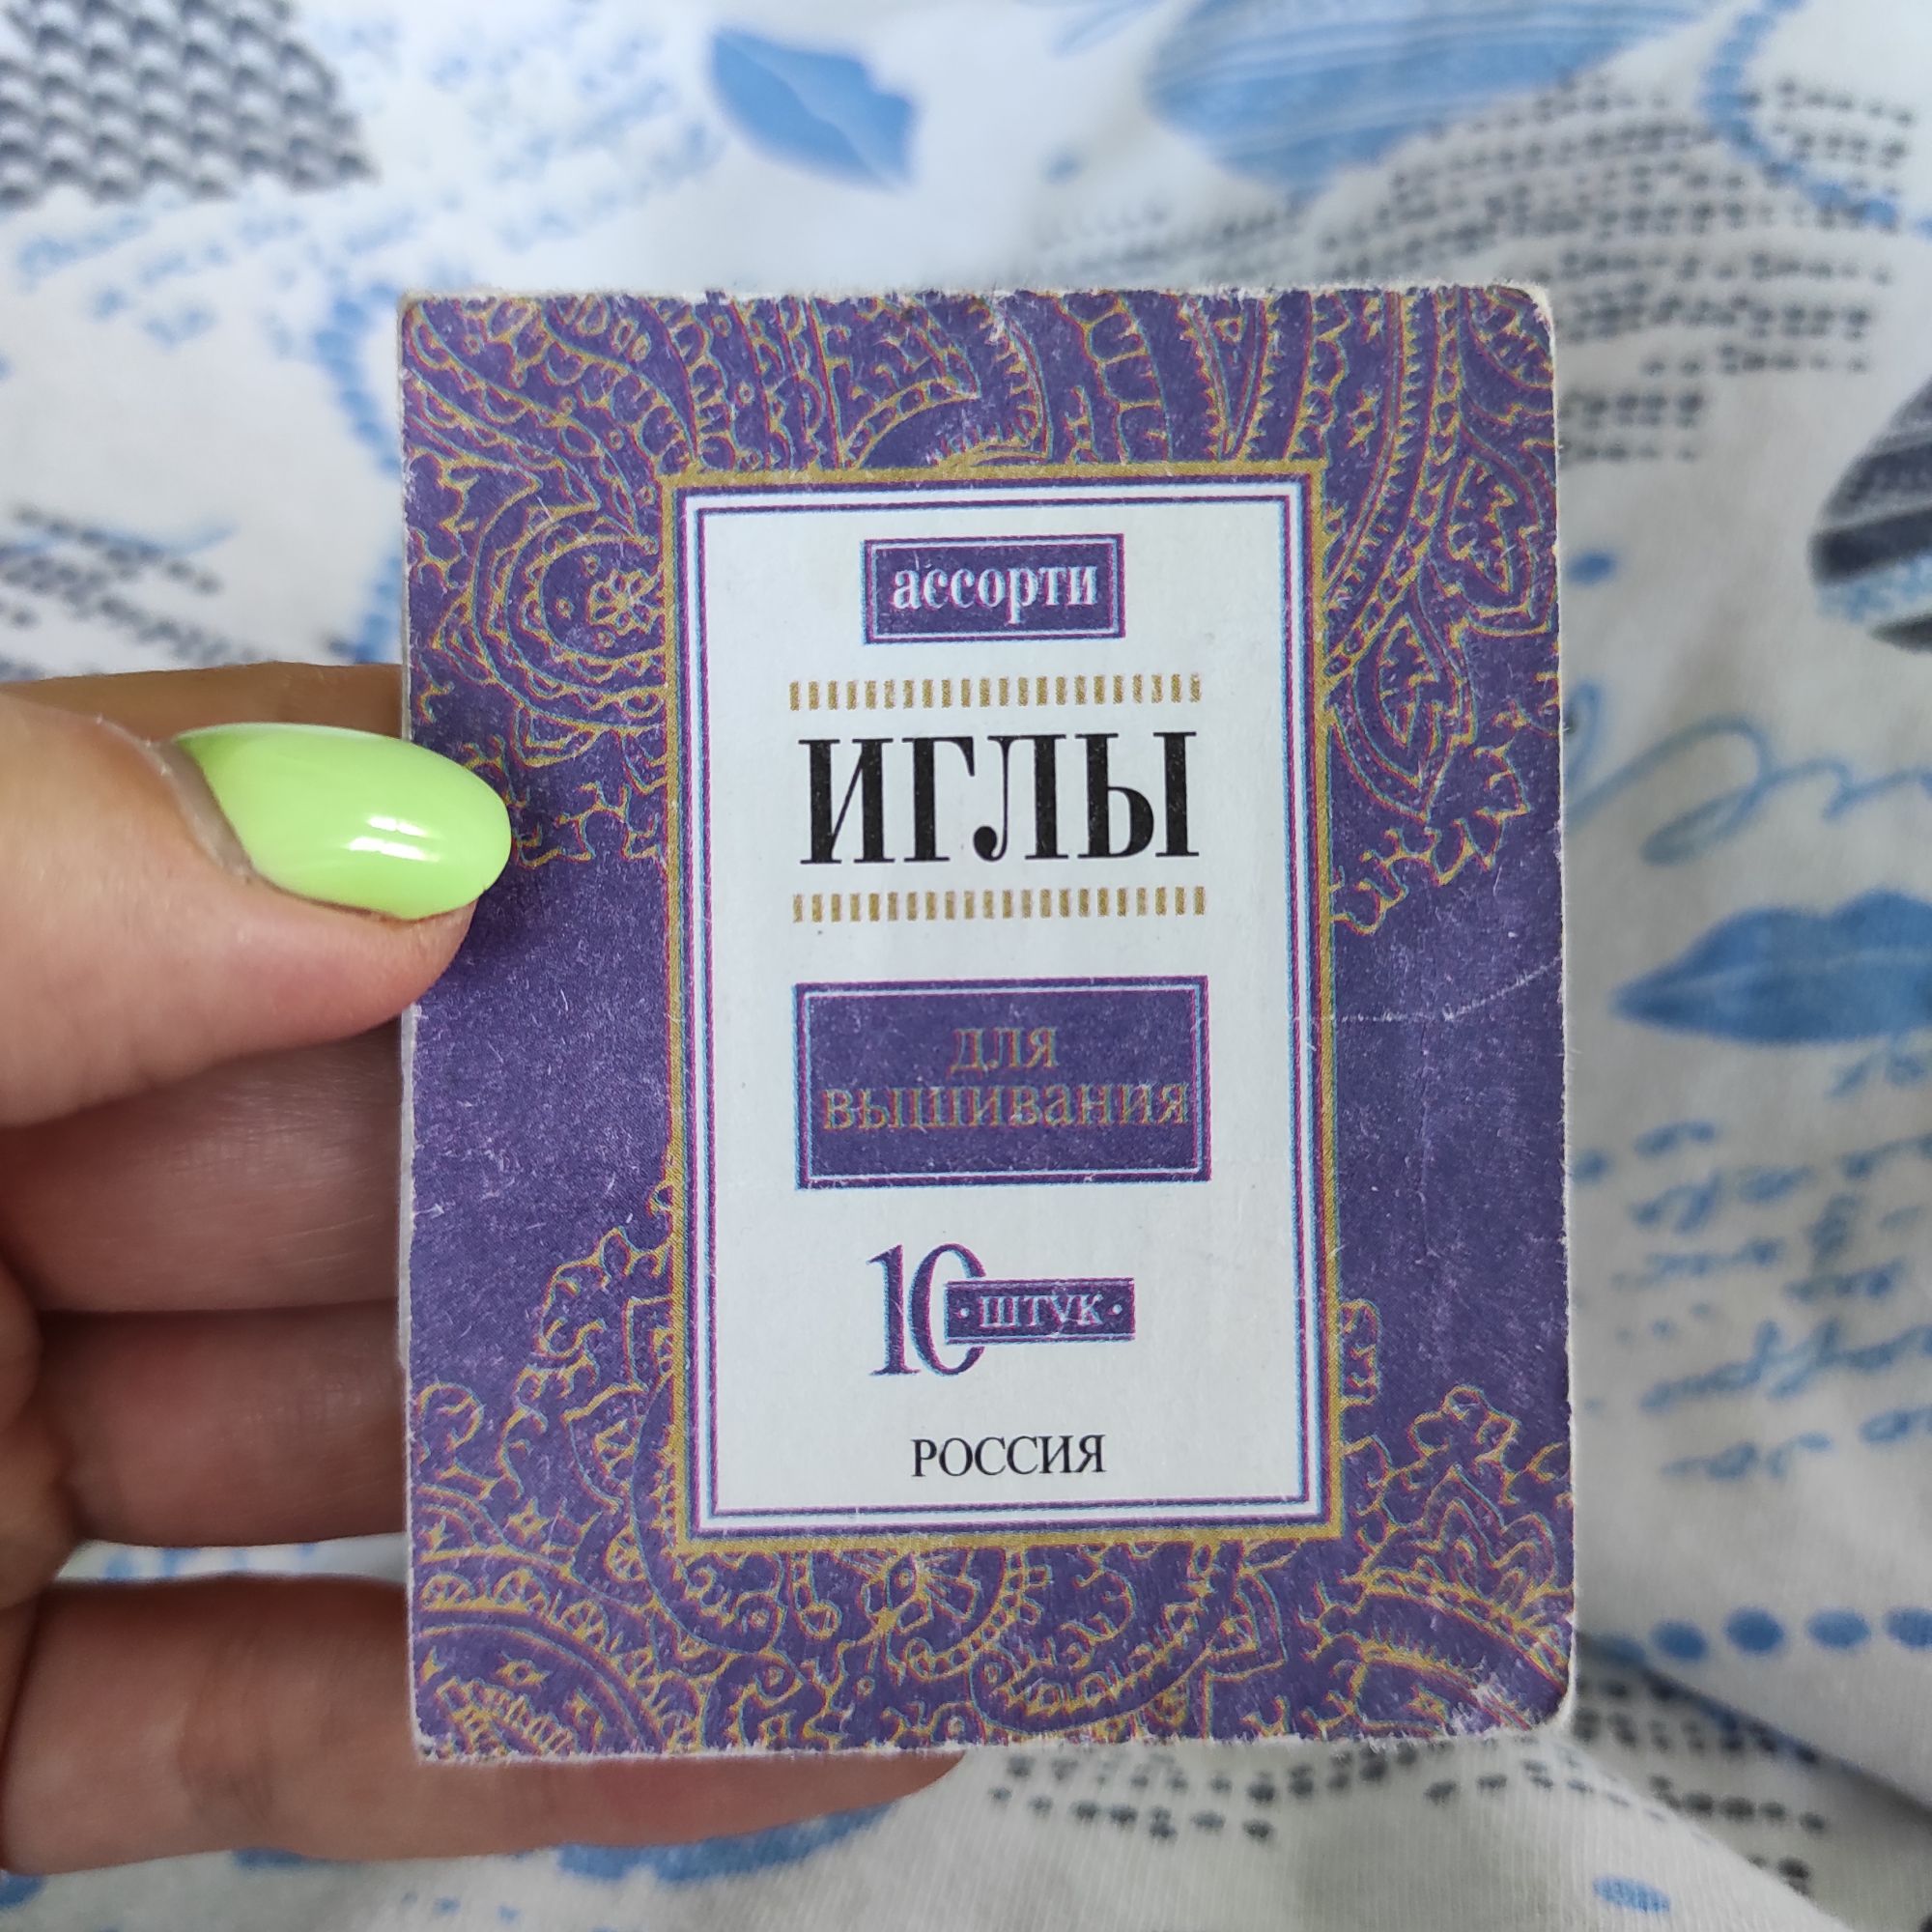 ассорти
ИГЛЫ
для
вышивания
10 · ШТУК ·
РОССИЯ